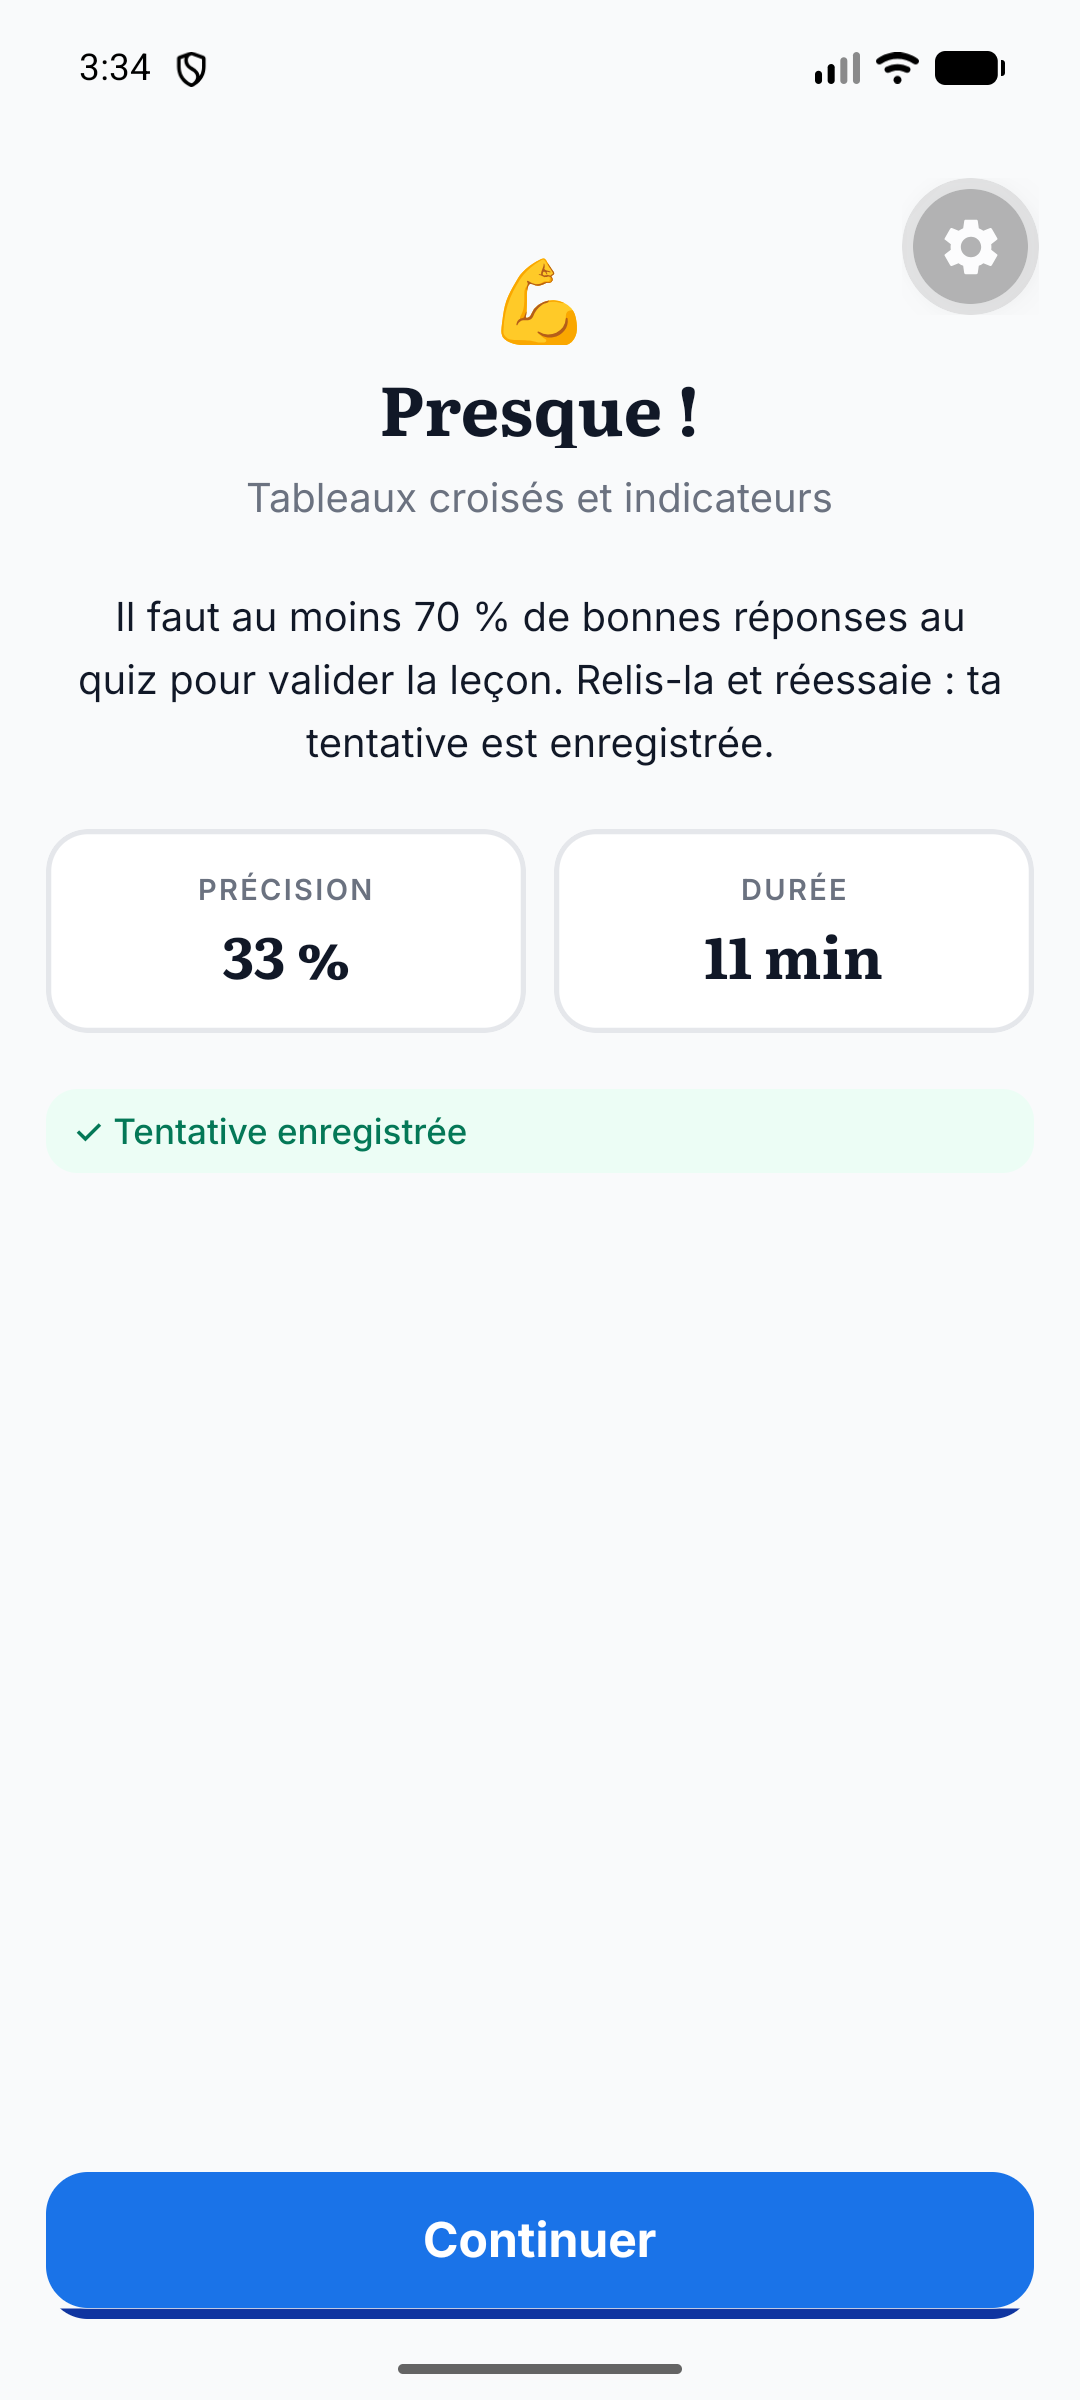 3:34
Presque !
Tableaux croisés et indicateurs
Il faut au moins 70 % de bonnes réponses au
quiz pour valider la leçon. Relis-la et réessaie : ta
tentative est enregistrée.
PRÉCISION
33 %
DURÉE
11 min
✓ Tentative enregistrée
Continuer